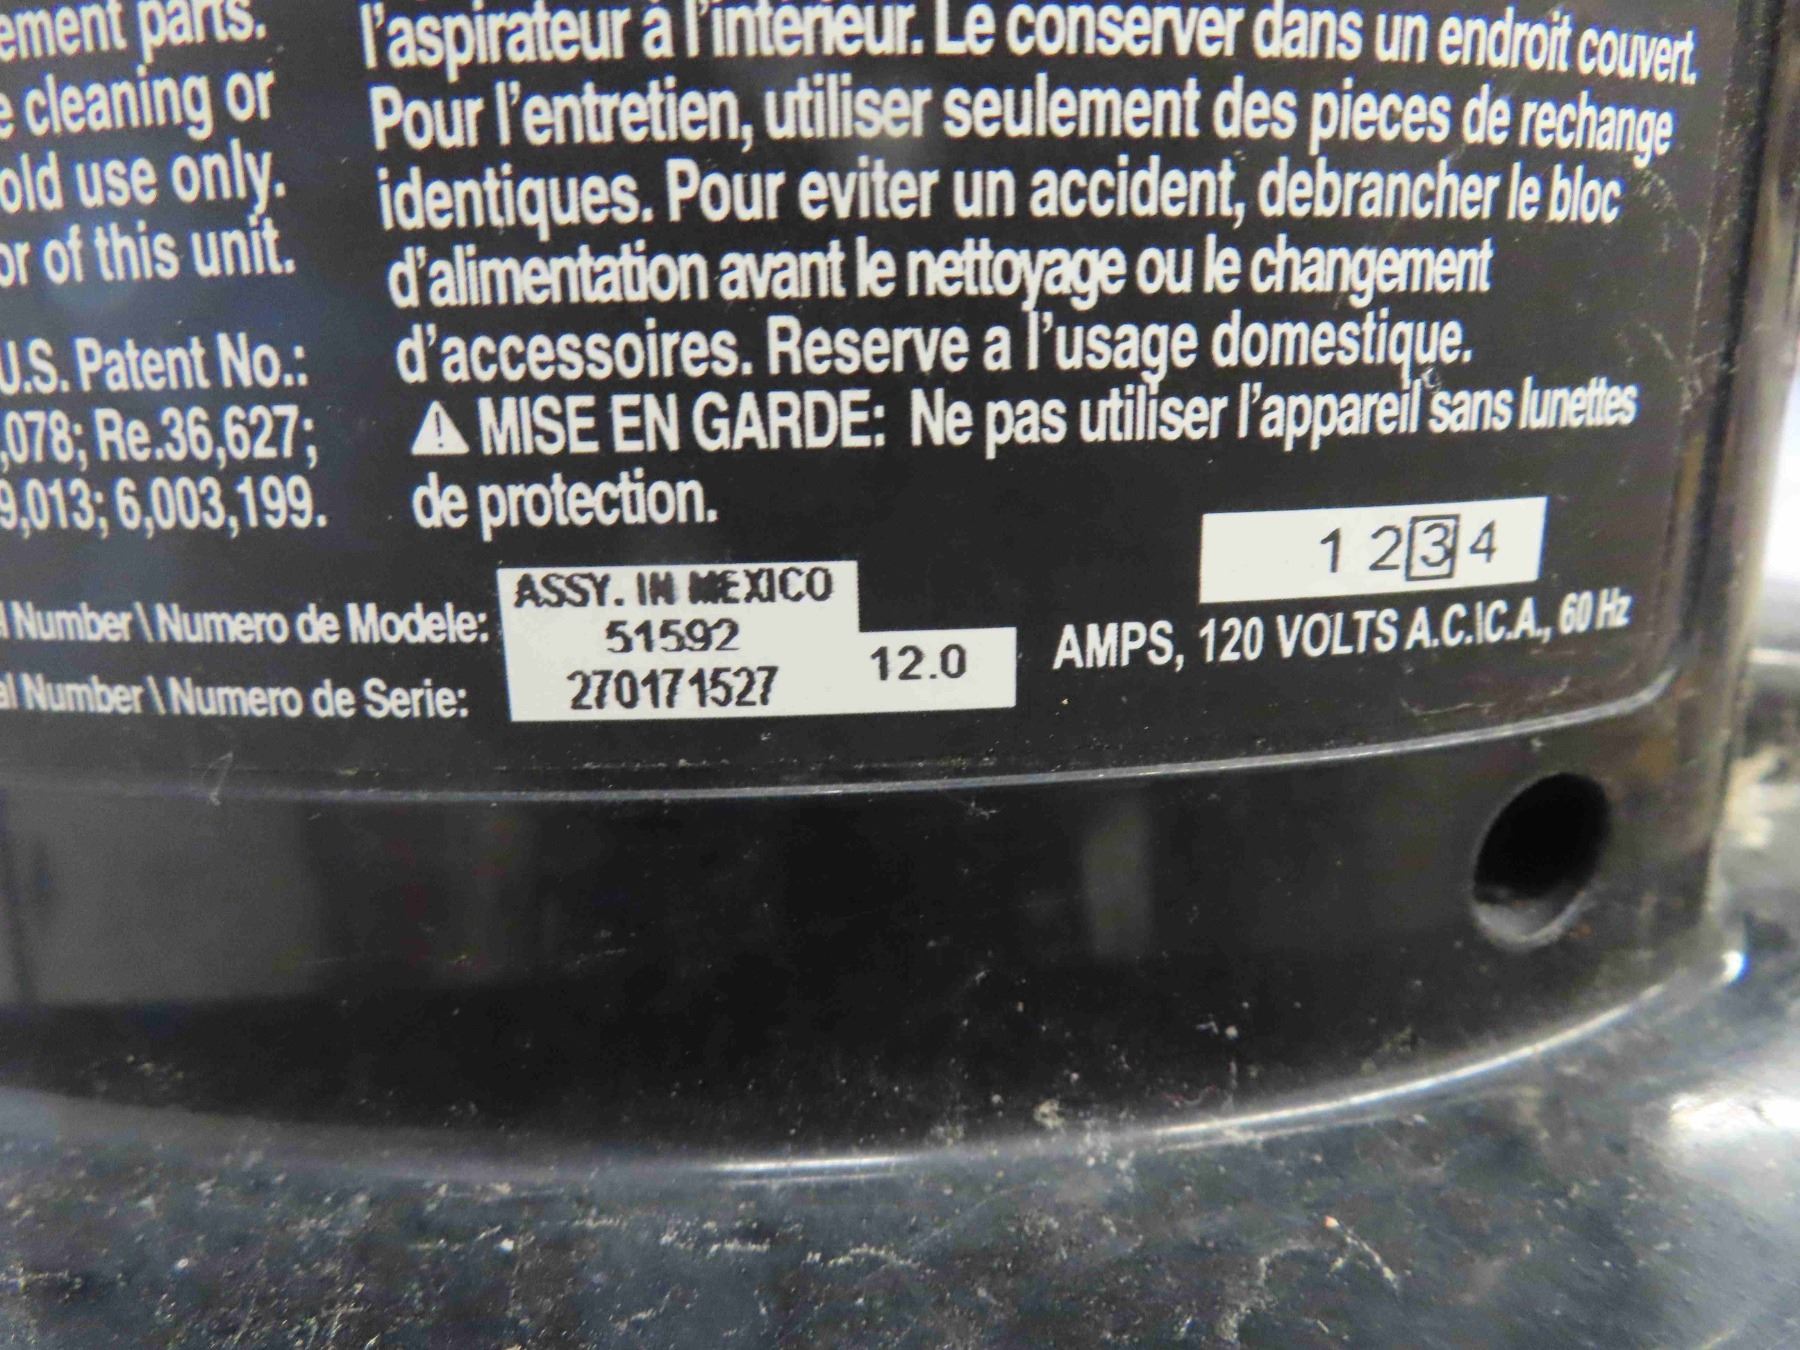 ement parts.
e cleaning or
old use only.
or of this unit.
U.S. Patent No.:
,078; Re.36,627;
9,013; 6,003,199.
l'aspirateur à l'intérieur. Le conserver dans un endroit couvert.
Pour l'entretien, utiliser seulement des pieces de rechange
identiques. Pour eviter un accident, debrancher le bloc
d'alimentation avant le nettoyage ou le changement
d'accessoires. Reserve a l'usage domestique.
⚠ MISE EN GARDE: Ne pas utiliser l'appareil sans lunettes
de protection.
1 2 3 4
ASSY. IN MEXICO
l Number \ Numero de Modele: 51592
al Number \ Numero de Serie: 270171527
12.0 AMPS, 120 VOLTS A.C.\C.A., 60 Hz